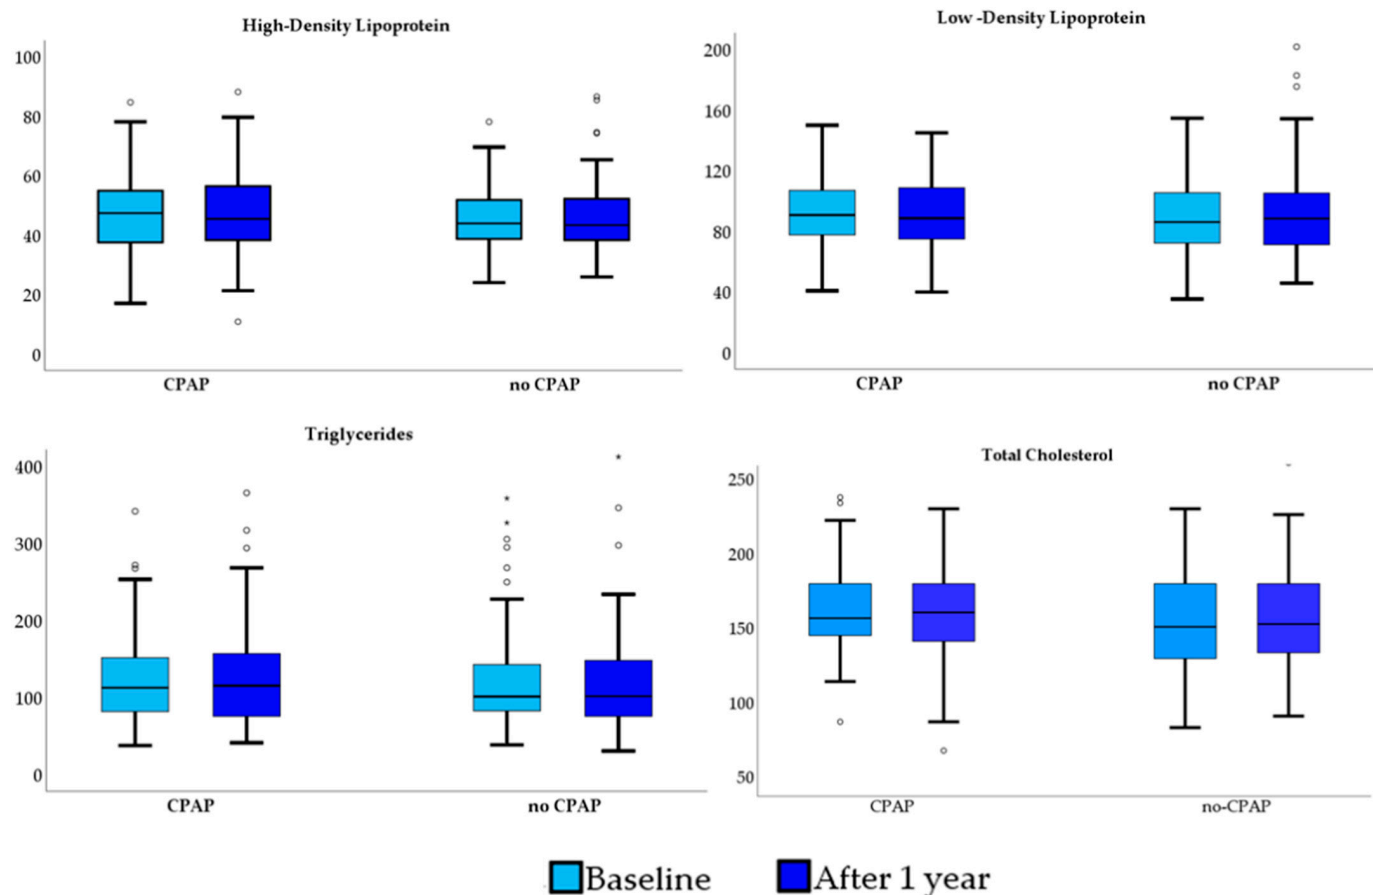 High-Density Lipoprotein
100
80
60
40
20
0
CPAP no CPAP
Low -Density Lipoprotein
200
160
120
80
40
0
CPAP no CPAP
Triglycerides
400
300
200
100
0
CPAP no CPAP
Total Cholesterol
250
200
150
100
50
CPAP no-CPAP
Baseline After 1 year